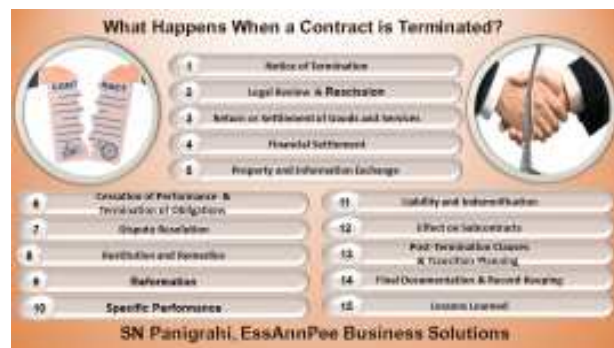 What Happens When a Contract is Terminated?
CONT RACT
1 Notice of Termination
2 Legal Review & Rescission
3 Return or Settlement of Goods and Services
4 Financial Settlement
5 Property and Information Exchange
6 Cessation of Performance &
Termination of Obligations
7 Dispute Resolution
8 Restitution and Remedies
9 Reformation
10 Specific Performance
11 Liability and Indemnification
12 Effect on Subcontracts
13 Post-Termination Clauses
& Transition Planning
14 Final Documentation & Record Keeping
15 Lessons Learned
SN Panigrahi, EssAnnPee Business Solutions